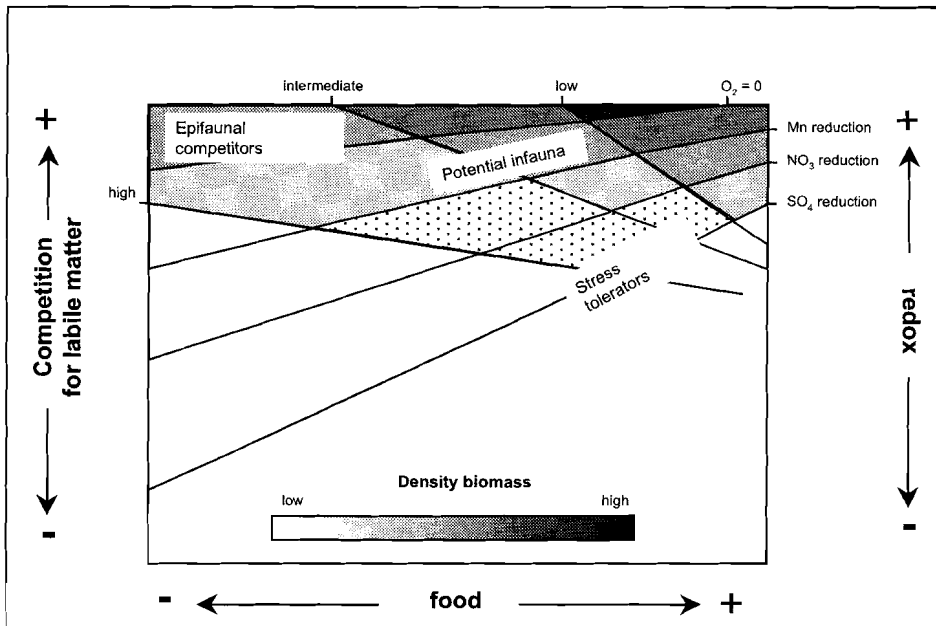 intermediate
low
O₂ = 0
+
+
Epifaunal
competitors
Mn reduction
Potential infauna
NO₃ reduction
high
SO₄ reduction
Competition
for labile matter
redox
Stress
tolerators
Density biomass
low
high
-
-
-
food
+